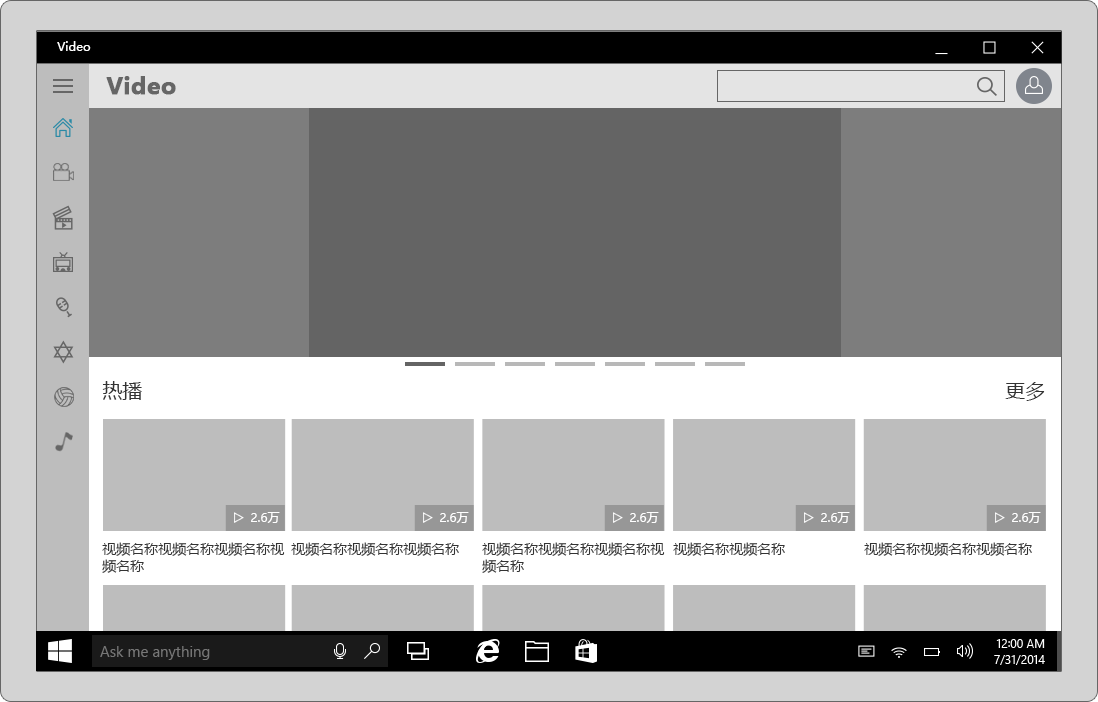 Video
Video
热播
更多
2.6万
2.6万
2.6万
2.6万
2.6万
视频名称视频名称视频名称视
频名称
视频名称视频名称视频名称
视频名称视频名称视频名称视
频名称
视频名称视频名称
视频名称视频名称视频名称
Ask me anything
12:00 AM
7/31/2014